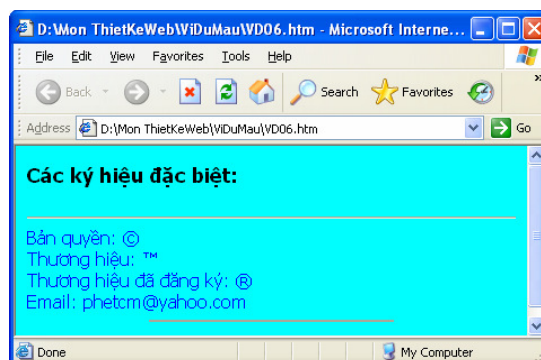 D:\Mon ThietKeWeb\ViDuMau\VD06.htm - Microsoft Interne...
File Edit View Favorites Tools Help
Back Search Favorites »
Address D:\Mon ThietKeWeb\ViDuMau\VD06.htm Go
Các ký hiệu đặc biệt:
Bản quyền: ©
Thương hiệu: ™
Thương hiệu đã đăng ký: ®
Email: phetcm@yahoo.com
Done My Computer